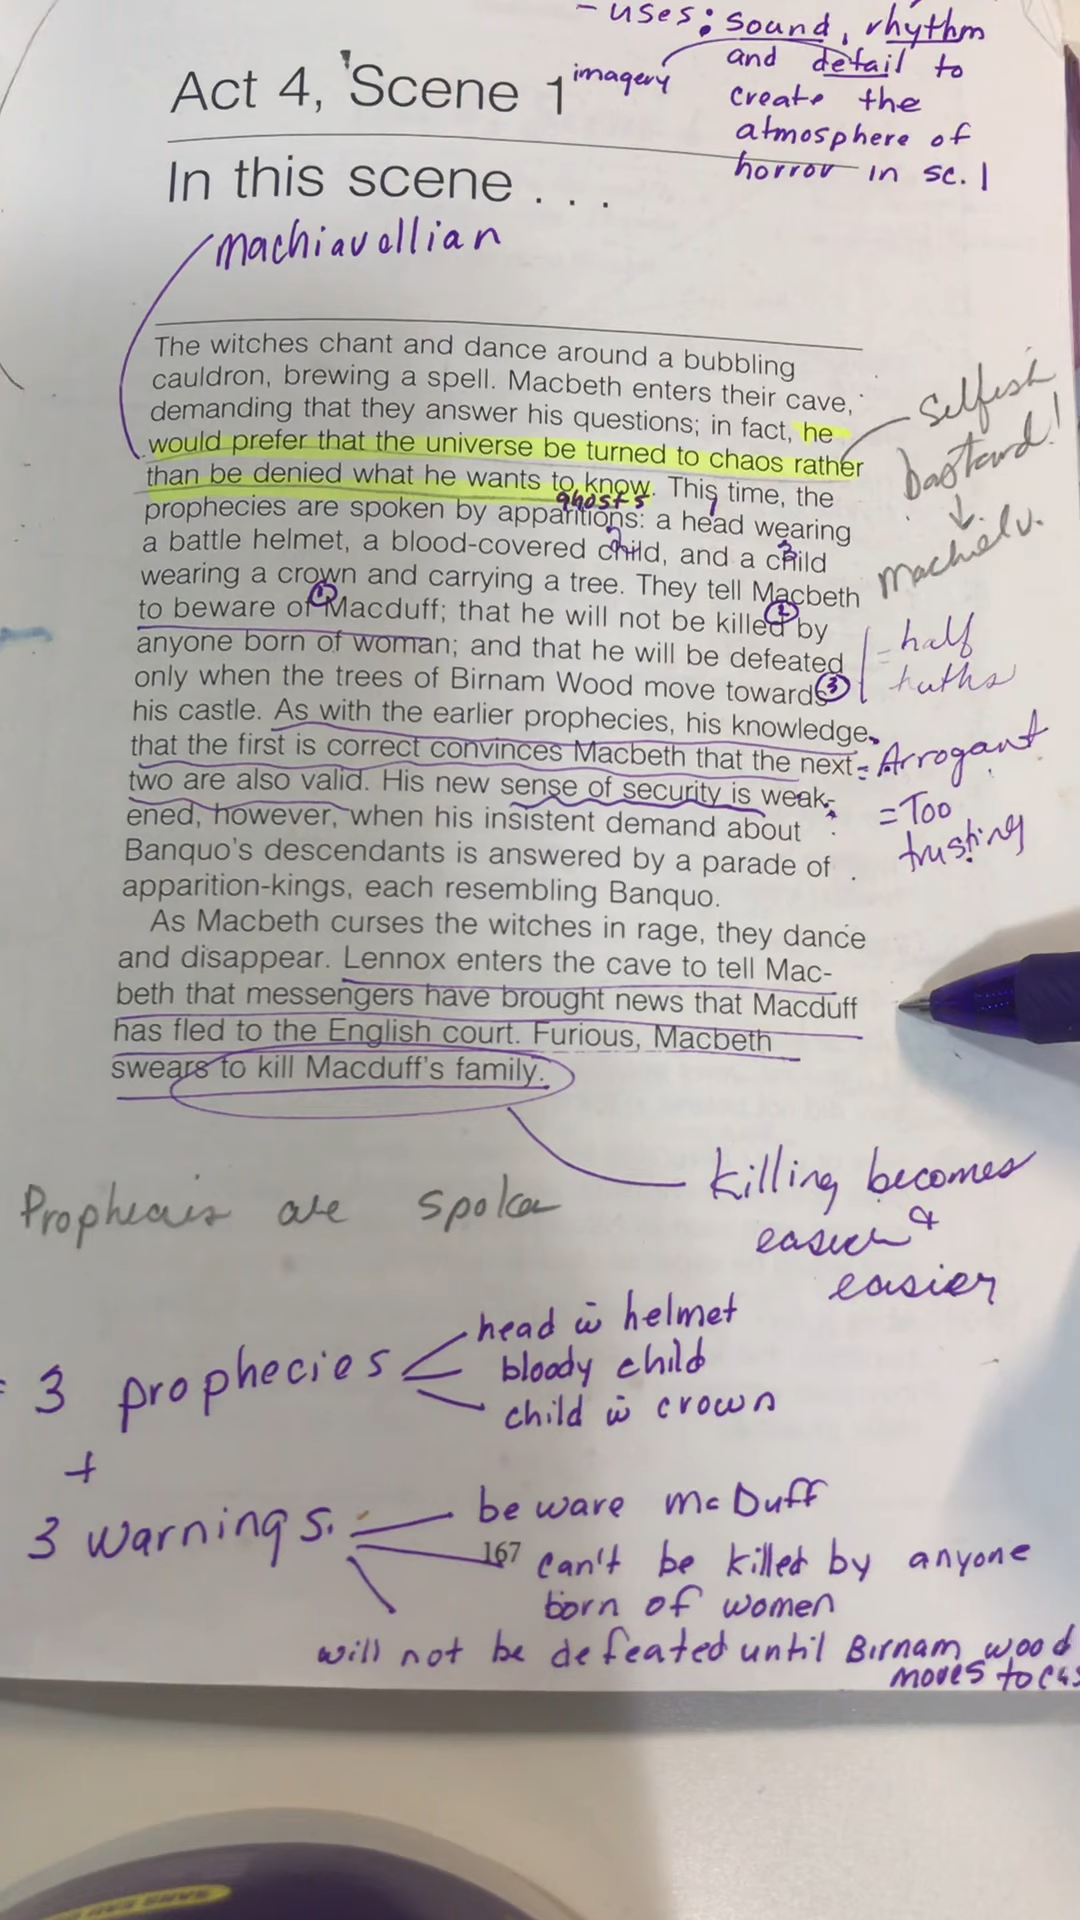 - uses: sound, rhythm
and detail to
imagery
create the
atmosphere of
horror in sc. 1
Act 4, Scene 1
In this scene . . .
machiavellian
The witches chant and dance around a bubbling
cauldron, brewing a spell. Macbeth enters their cave,
demanding that they answer his questions; in fact, he
would prefer that the universe be turned to chaos rather
than be denied what he wants to know. This time, the
ghosts 1
prophecies are spoken by apparitions: a head wearing
2 3
a battle helmet, a blood-covered child, and a child
wearing a crown and carrying a tree. They tell Macbeth
1 2
to beware of Macduff; that he will not be killed by
anyone born of woman; and that he will be defeated
only when the trees of Birnam Wood move towards 3
his castle. As with the earlier prophecies, his knowledge
that the first is correct convinces Macbeth that the next
two are also valid. His new sense of security is weak-
ened, however, when his insistent demand about
Banquo's descendants is answered by a parade of
apparition-kings, each resembling Banquo.
As Macbeth curses the witches in rage, they dance
and disappear. Lennox enters the cave to tell Mac-
beth that messengers have brought news that Macduff
has fled to the English court. Furious, Macbeth
swears to kill Macduff's family.
Selfish
bastard!
machielv.
= half
truths
= Arrogant
= Too
trusting
killing becomes
easier &
easier
Prophecies are spoken
= 3 prophecies
head w helmet
bloody child
child w crown
+
3 warnings.
beware mcDuff
167
can't be killed by anyone
born of women
will not be defeated until Birnam wood
moves to cas